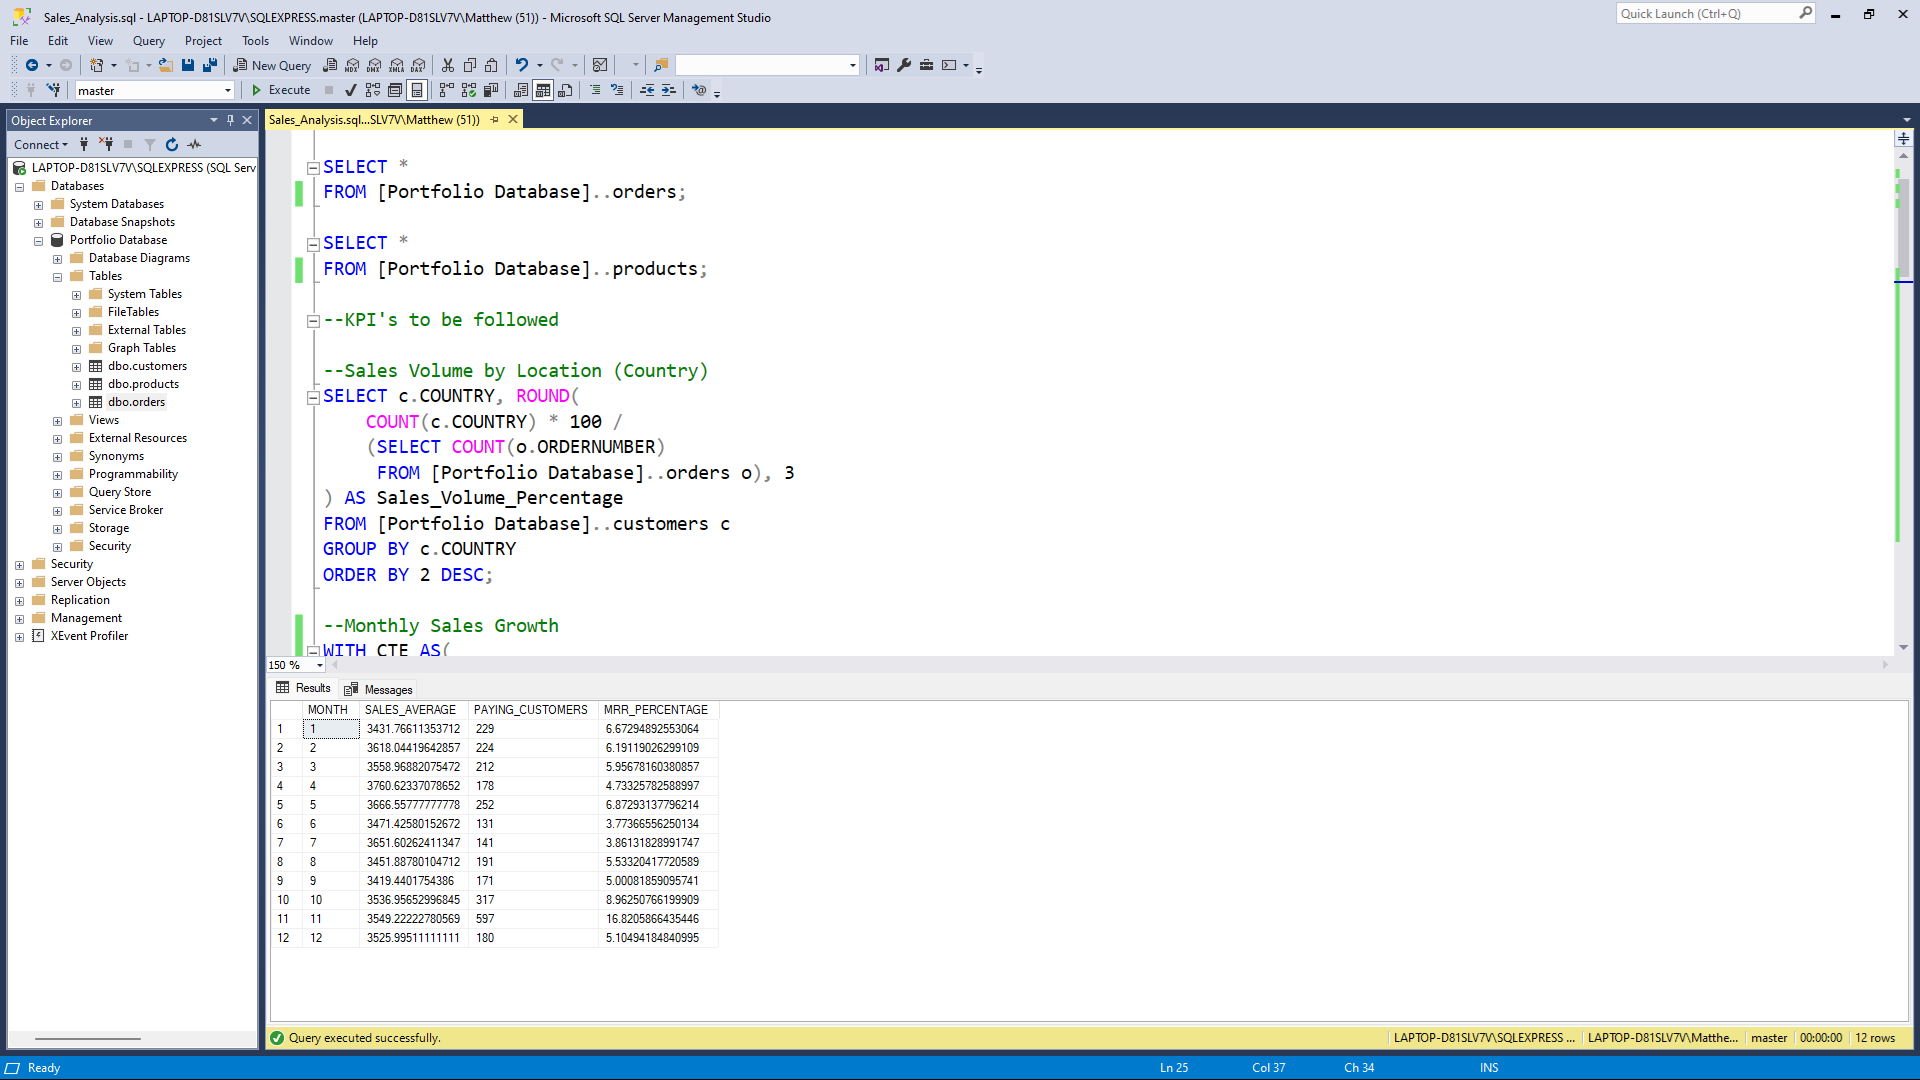 Sales_Analysis.sql - LAPTOP-D81SLV7V\SQLEXPRESS.master (LAPTOP-D81SLV7V\Matthew (51)) - Microsoft SQL Server Management Studio
Quick Launch (Ctrl+Q)
File Edit View Query Project Tools Window Help
New Query
MDX DMX XMLA DAX
master
Execute
Object Explorer
Connect
LAPTOP-D81SLV7V\SQLEXPRESS (SQL Serv
Databases
System Databases
Database Snapshots
Portfolio Database
Database Diagrams
Tables
System Tables
FileTables
External Tables
Graph Tables
dbo.customers
dbo.products
dbo.orders
Views
External Resources
Synonyms
Programmability
Query Store
Service Broker
Storage
Security
Security
Server Objects
Replication
Management
XEvent Profiler
Sales_Analysis.sql...SLV7V\Matthew (51))
SELECT *
FROM [Portfolio Database]..orders;
SELECT *
FROM [Portfolio Database]..products;
--KPI's to be followed
--Sales Volume by Location (Country)
SELECT c.COUNTRY, ROUND(
COUNT(c.COUNTRY) * 100 /
(SELECT COUNT(o.ORDERNUMBER)
FROM [Portfolio Database]..orders o), 3
) AS Sales_Volume_Percentage
FROM [Portfolio Database]..customers c
GROUP BY c.COUNTRY
ORDER BY 2 DESC;
--Monthly Sales Growth
WITH CTE AS(
150 %
Results Messages
MONTH SALES_AVERAGE PAYING_CUSTOMERS MRR_PERCENTAGE
1 1 3431.76611353712 229 6.67294892553064
2 2 3618.04419642857 224 6.19119026299109
3 3 3558.96882075472 212 5.95678160380857
4 4 3760.62337078652 178 4.73325782588997
5 5 3666.55777777778 252 6.87293137796214
6 6 3471.42580152672 131 3.77366556250134
7 7 3651.60262411347 141 3.86131828991747
8 8 3451.88780104712 191 5.53320417720589
9 9 3419.4401754386 171 5.00081859095741
10 10 3536.95652996845 317 8.96250766199909
11 11 3549.22222780569 597 16.8205866435446
12 12 3525.99511111111 180 5.10494184840995
Query executed successfully.
LAPTOP-D81SLV7V\SQLEXPRESS ... LAPTOP-D81SLV7V\Matthe... master 00:00:00 12 rows
Ready
Ln 25 Col 37 Ch 34 INS